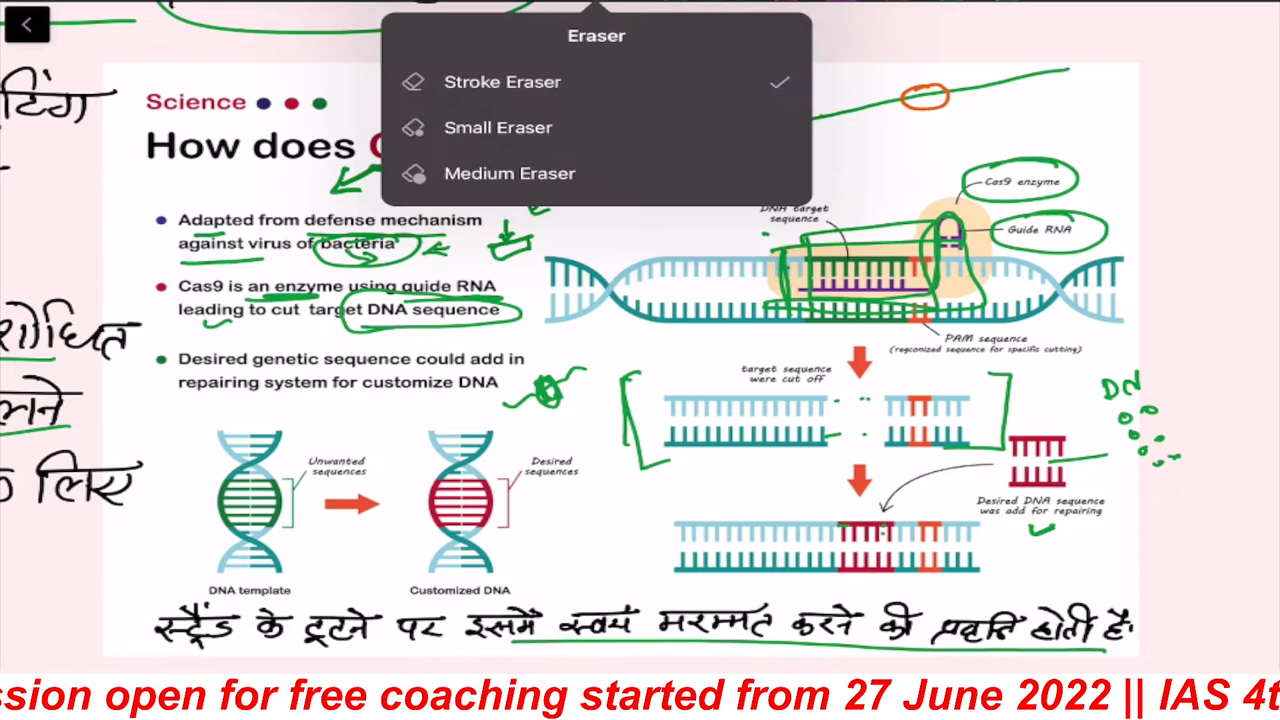 Eraser
Stroke Eraser
Small Eraser
Medium Eraser
Science
How does
Adapted from defense mechanism
against virus of bacteria
Cas9 is an enzyme using guide RNA
leading to cut target DNA sequence
Desired genetic sequence could add in
repairing system for customize DNA
Unwanted
sequences
Desired
sequences
DNA template
Customized DNA
DNA target
sequence
Cas9 enzyme
Guide RNA
PAM sequence
(regconized sequence for specific cutting)
target sequence
were cut off
Desired DNA sequence
was add for repairing
टिंग
शोधित
लने
लिए
स्ट्रैंड के टूटने पर इसमें स्वयं मरम्मत करने की प्रवृति होती है।
ssion open for free coaching started from 27 June 2022 || IAS 4t